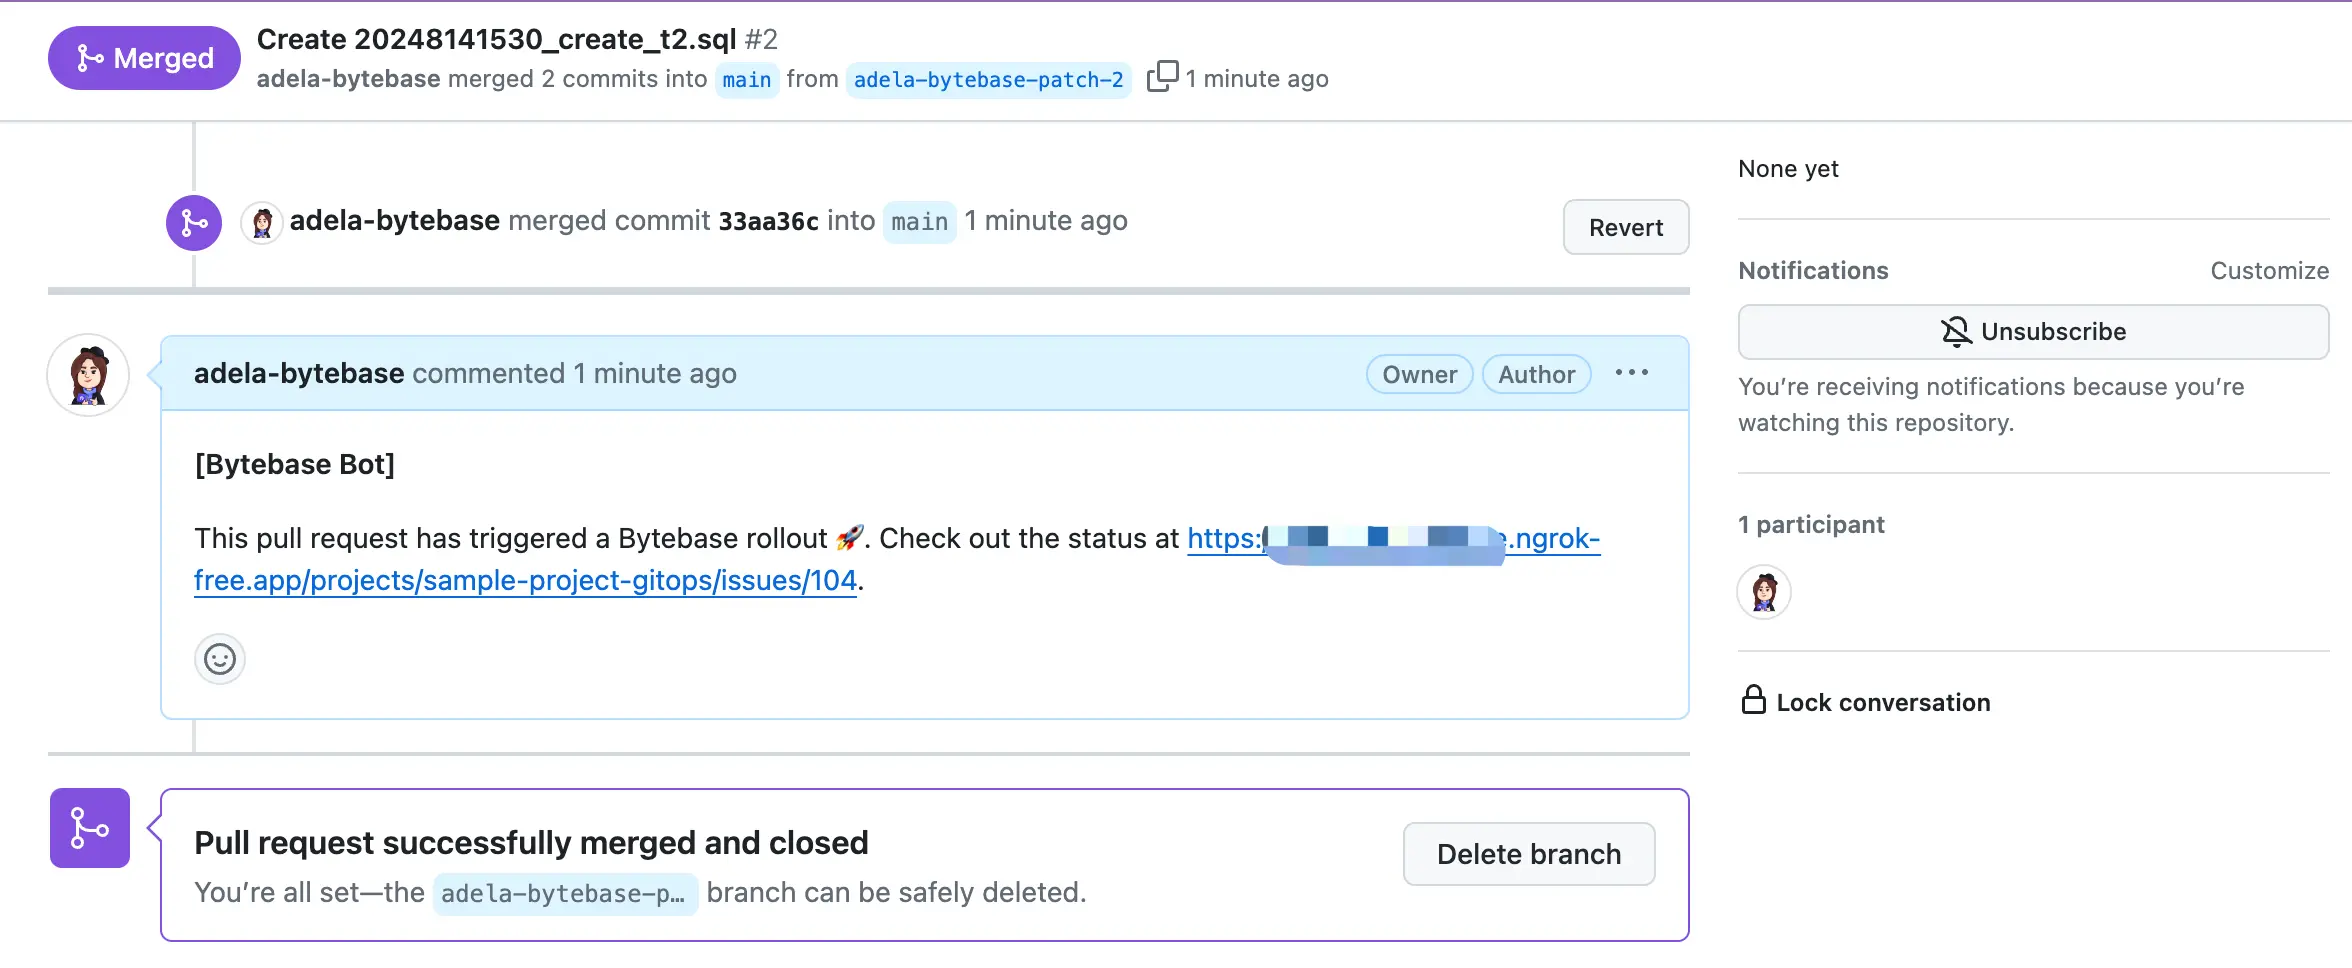 Merged
Create 20248141530_create_t2.sql #2
adela-bytebase merged 2 commits into main from adela-bytebase-patch-2 1 minute ago
adela-bytebase merged commit 33aa36c into main 1 minute ago
Revert
adela-bytebase commented 1 minute ago
Owner
Author
[Bytebase Bot]
This pull request has triggered a Bytebase rollout 🚀. Check out the status at https: .ngrok-
free.app/projects/sample-project-gitops/issues/104.
Pull request successfully merged and closed
You’re all set—the adela-bytebase-p… branch can be safely deleted.
Delete branch
None yet
Notifications
Customize
Unsubscribe
You’re receiving notifications because you’re
watching this repository.
1 participant
Lock conversation